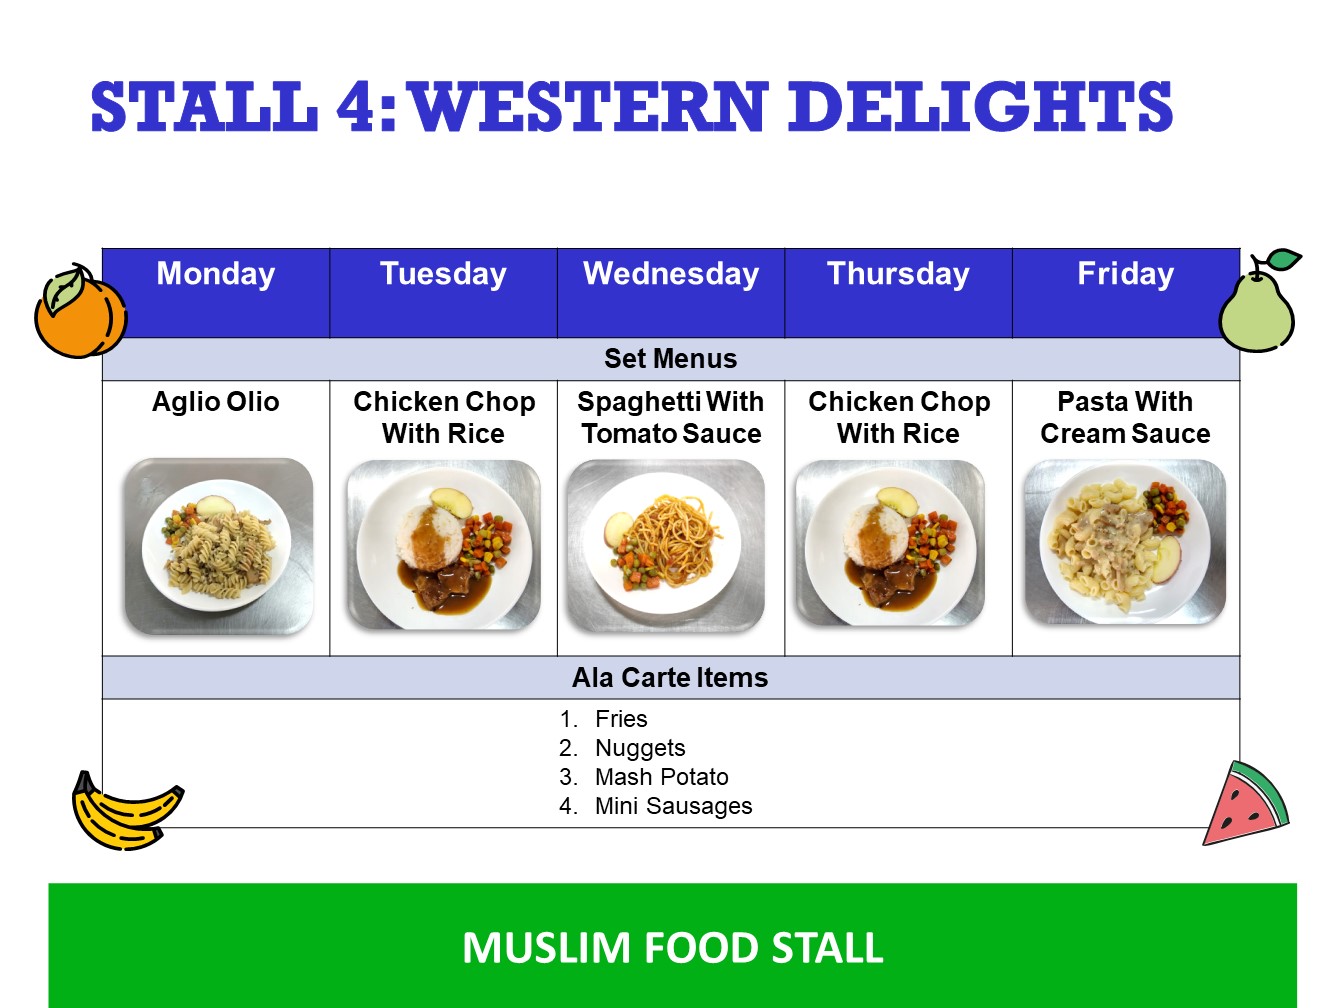 STALL 4: WESTERN DELIGHTS
Monday Tuesday Wednesday Thursday Friday
Set Menus
Aglio Olio
Chicken Chop
With Rice
Spaghetti With
Tomato Sauce
Chicken Chop
With Rice
Pasta With
Cream Sauce
Ala Carte Items
1. Fries
2. Nuggets
3. Mash Potato
4. Mini Sausages
MUSLIM FOOD STALL